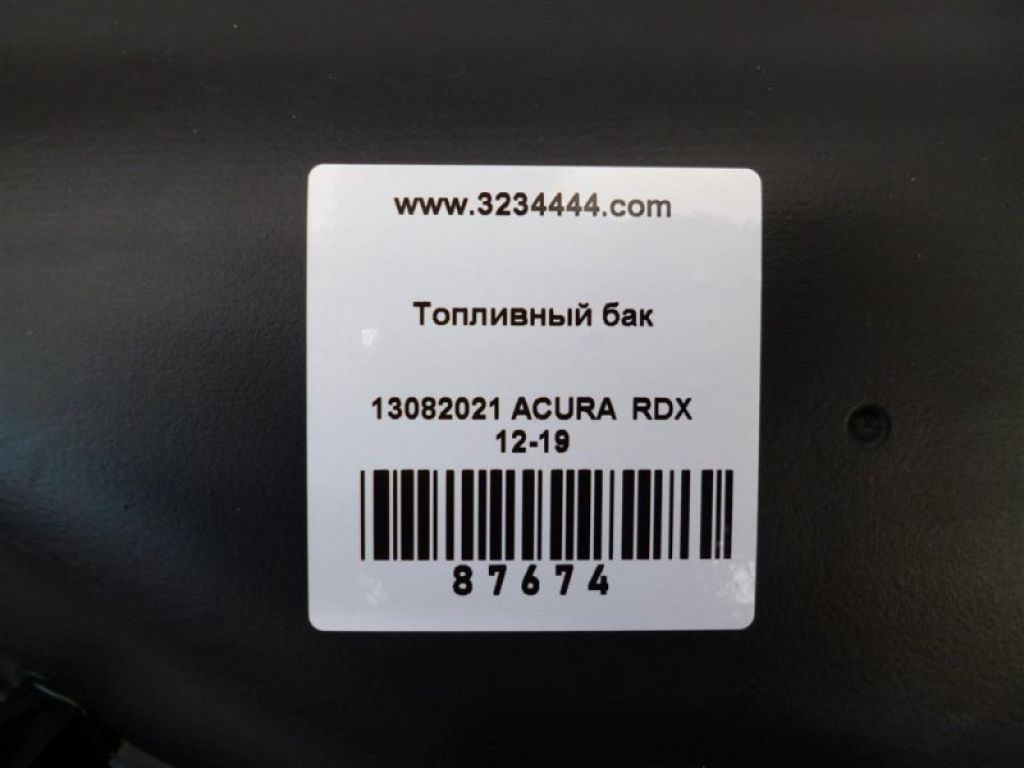 www.3234444.com
Топливный бак
13082021 ACURA RDX
12-19
87674